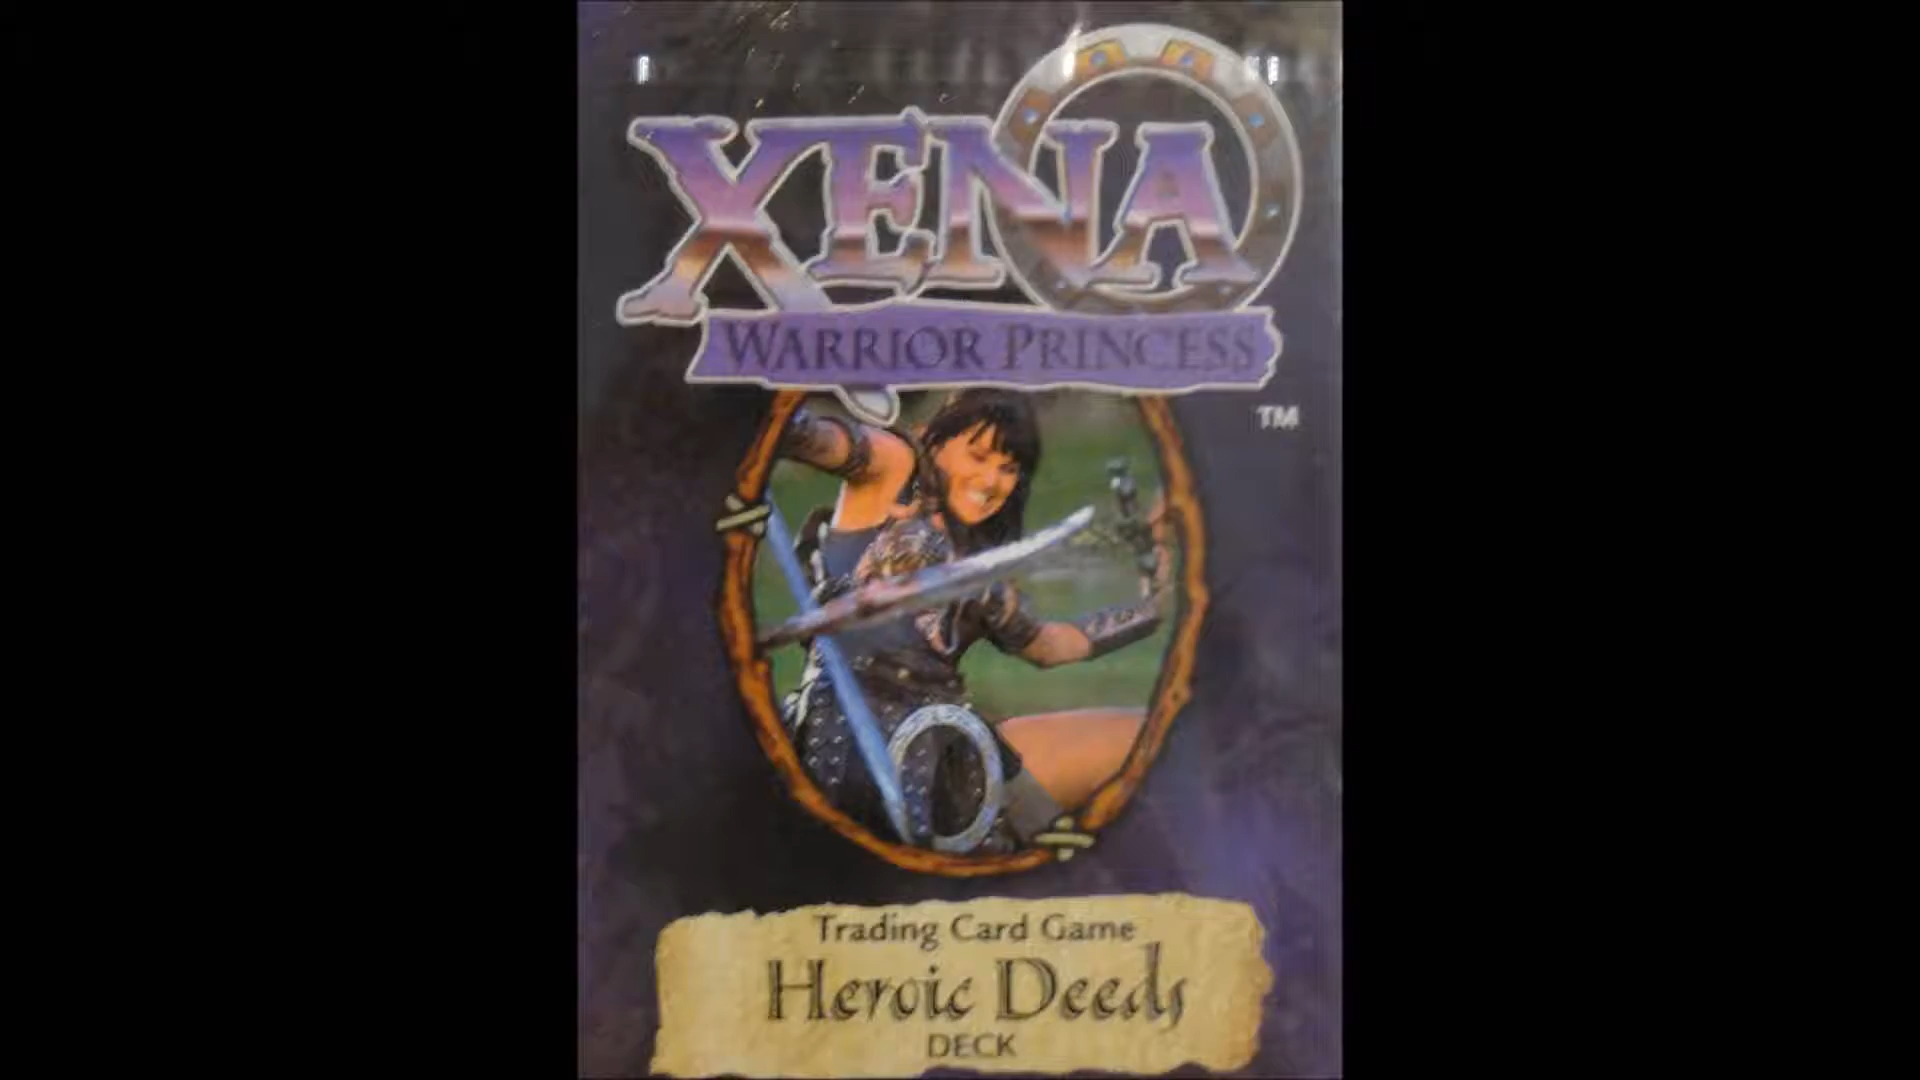 XENA
WARRIOR PRINCESS
TM
Trading Card Game
Heroic Deeds
DECK